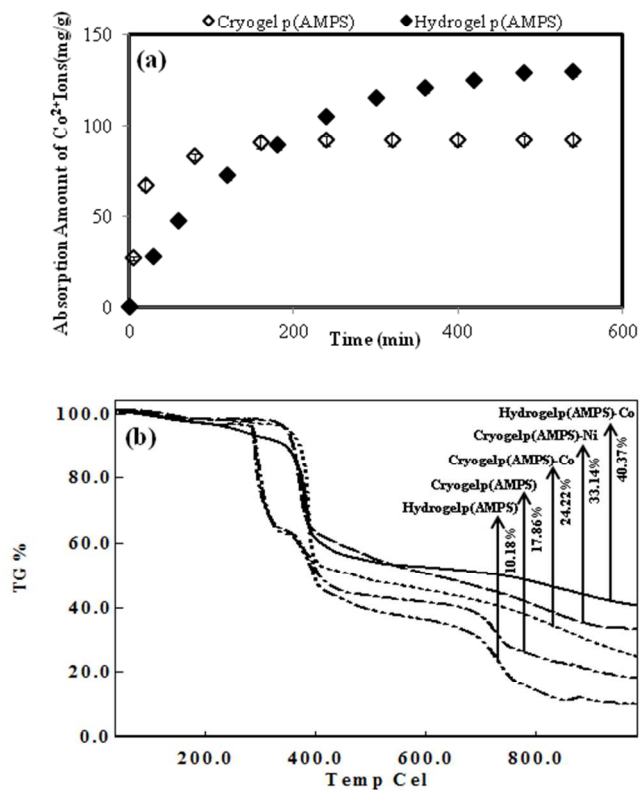 ◇Cryogel p(AMPS) ◆Hydrogel p(AMPS)
(a)
Absorption Amount of Co²⁺Ions(mg/g)
150
100
50
0
0 200 400 600
Time (min)
(b)
TG %
100.0
80.0
60.0
40.0
20.0
0.0
Hydrogelp(AMPS)-Co
Cryogelp(AMPS)-Ni
Cryogelp(AMPS)-Co
Cryogelp(AMPS)
Hydrogelp(AMPS)
10.18%
17.86%
24.22%
33.14%
40.37%
200.0 400.0 600.0 800.0
Temp Cel